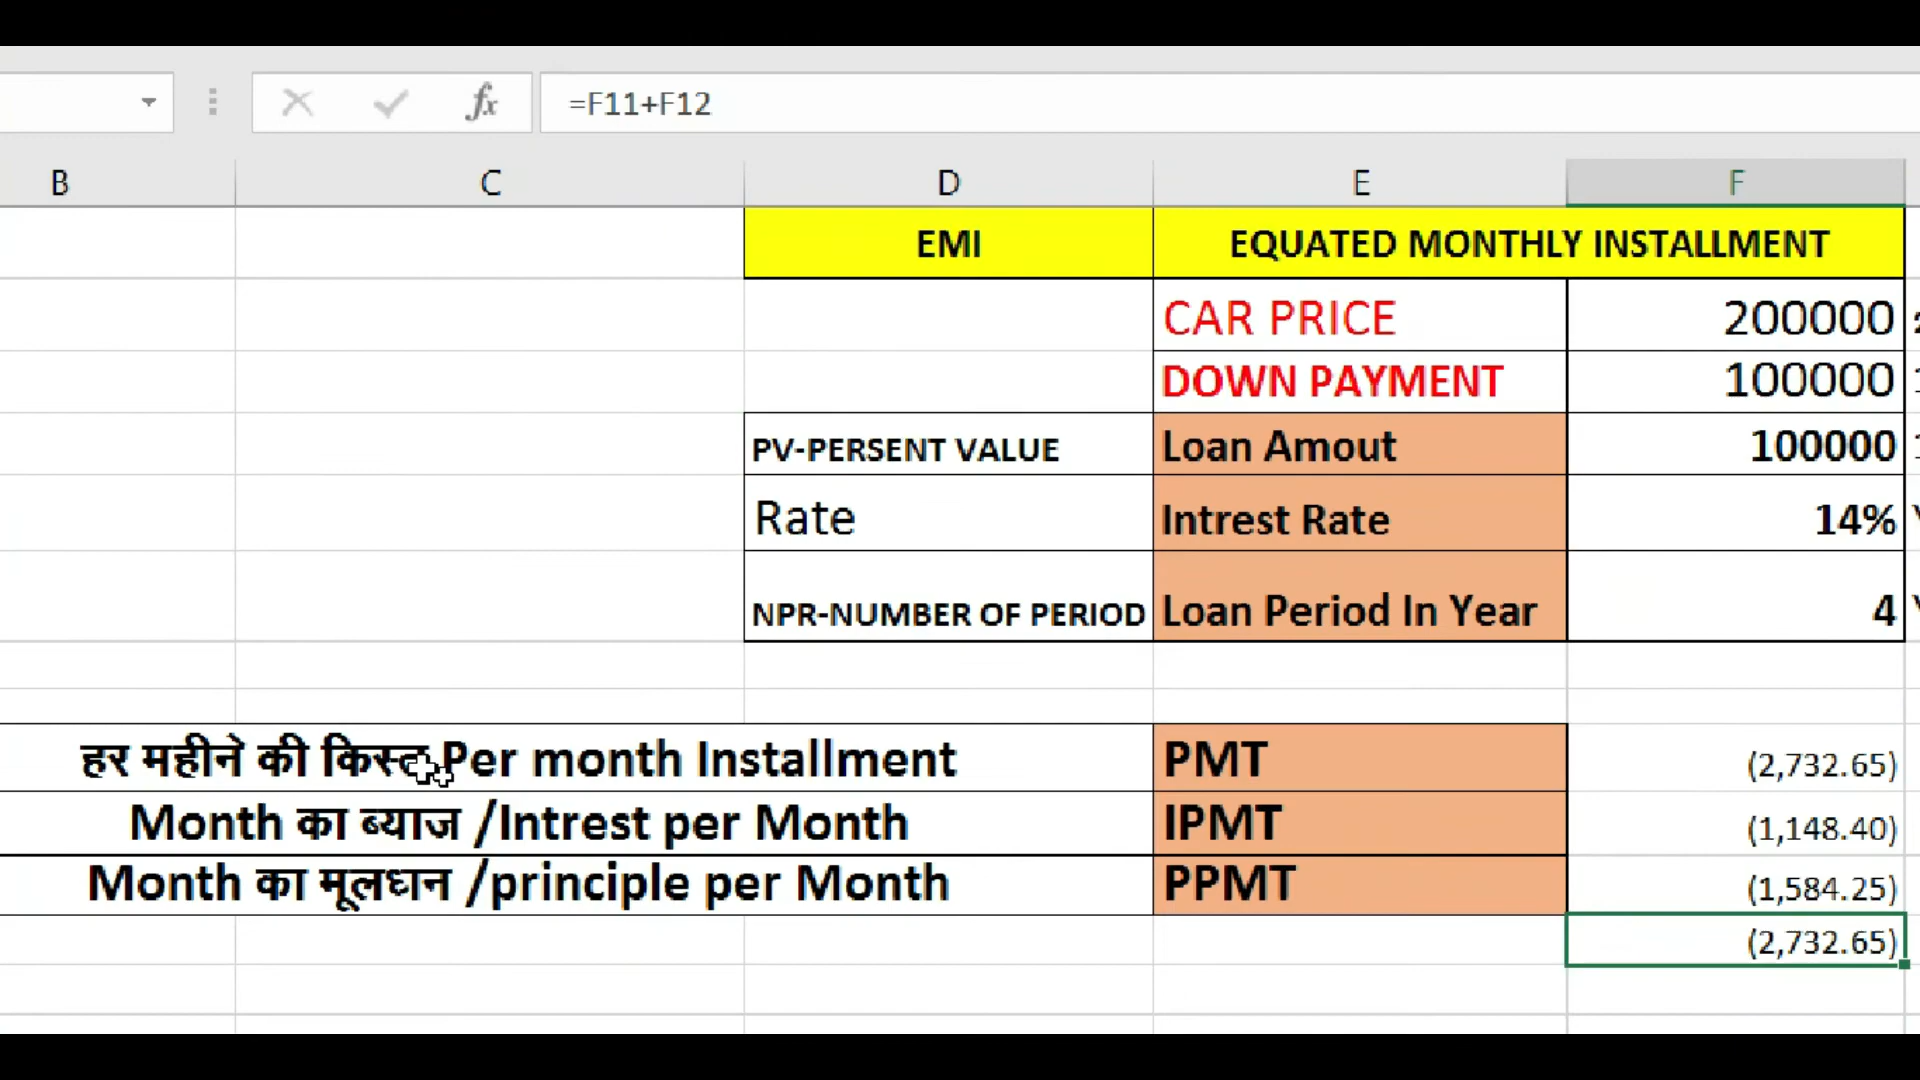 fx =F11+F12
B C D E F
EMI EQUATED MONTHLY INSTALLMENT
CAR PRICE 200000
DOWN PAYMENT 100000
PV-PERSENT VALUE Loan Amout 100000
Rate Intrest Rate 14%
NPR-NUMBER OF PERIOD Loan Period In Year 4
हर महीने की किस्त Per month Installment PMT (2,732.65)
Month का ब्याज /Intrest per Month IPMT (1,148.40)
Month का मूलधान /principle per Month PPMT (1,584.25)
(2,732.65)